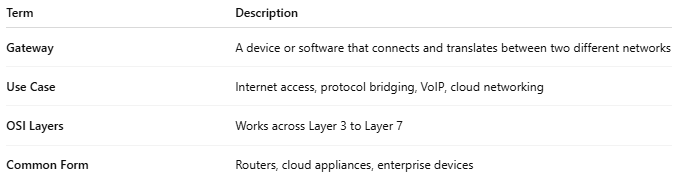 Term Description
Gateway A device or software that connects and translates between two different networks
Use Case Internet access, protocol bridging, VoIP, cloud networking
OSI Layers Works across Layer 3 to Layer 7
Common Form Routers, cloud appliances, enterprise devices